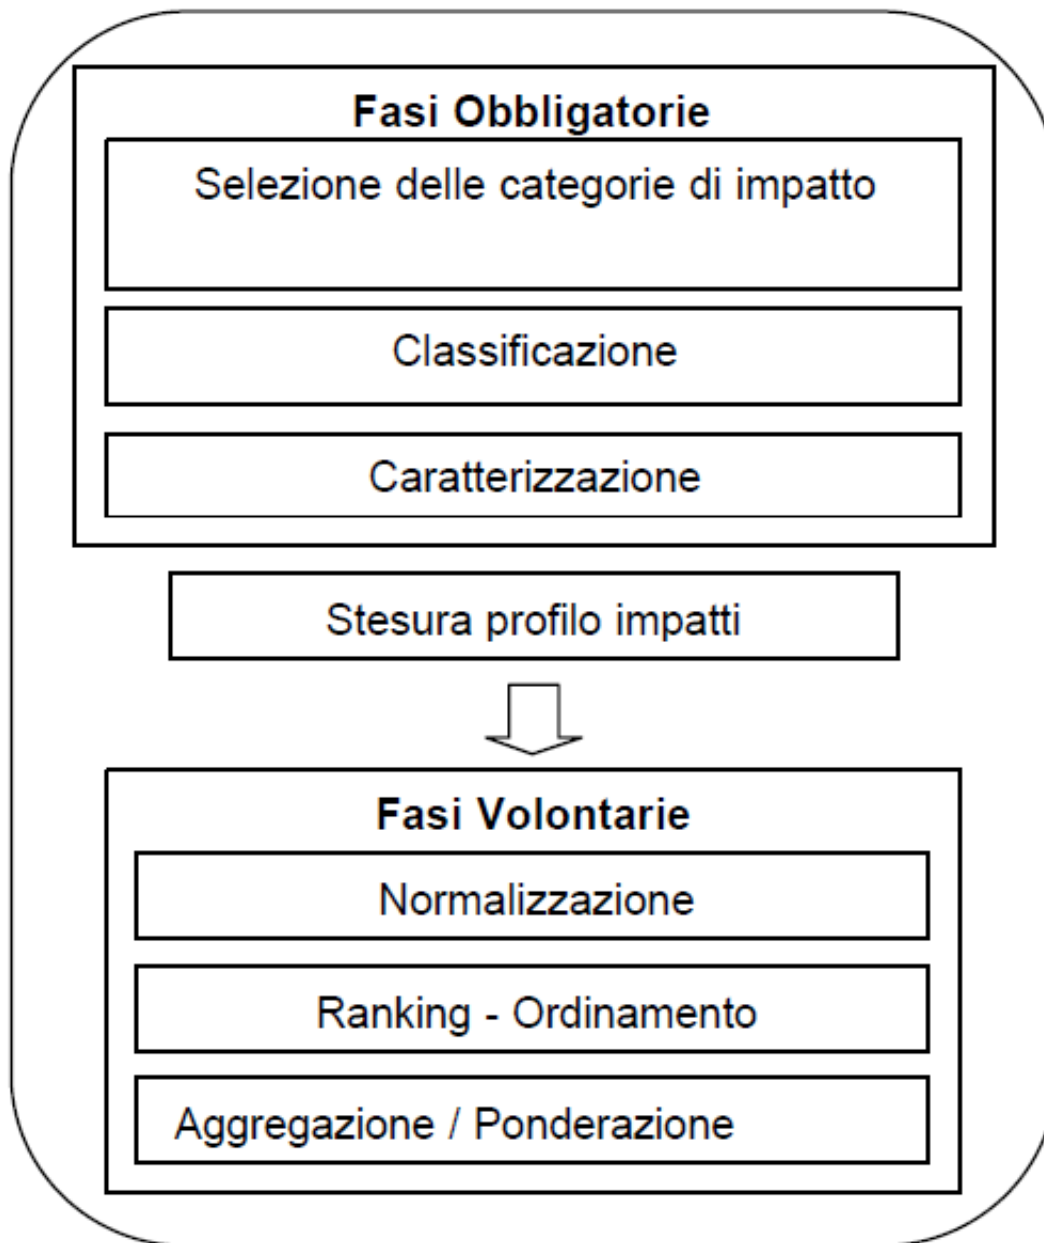 Fasi Obbligatorie
Selezione delle categorie di impatto
Classificazione
Caratterizzazione
Stesura profilo impatti
Fasi Volontarie
Normalizzazione
Ranking - Ordinamento
Aggregazione / Ponderazione